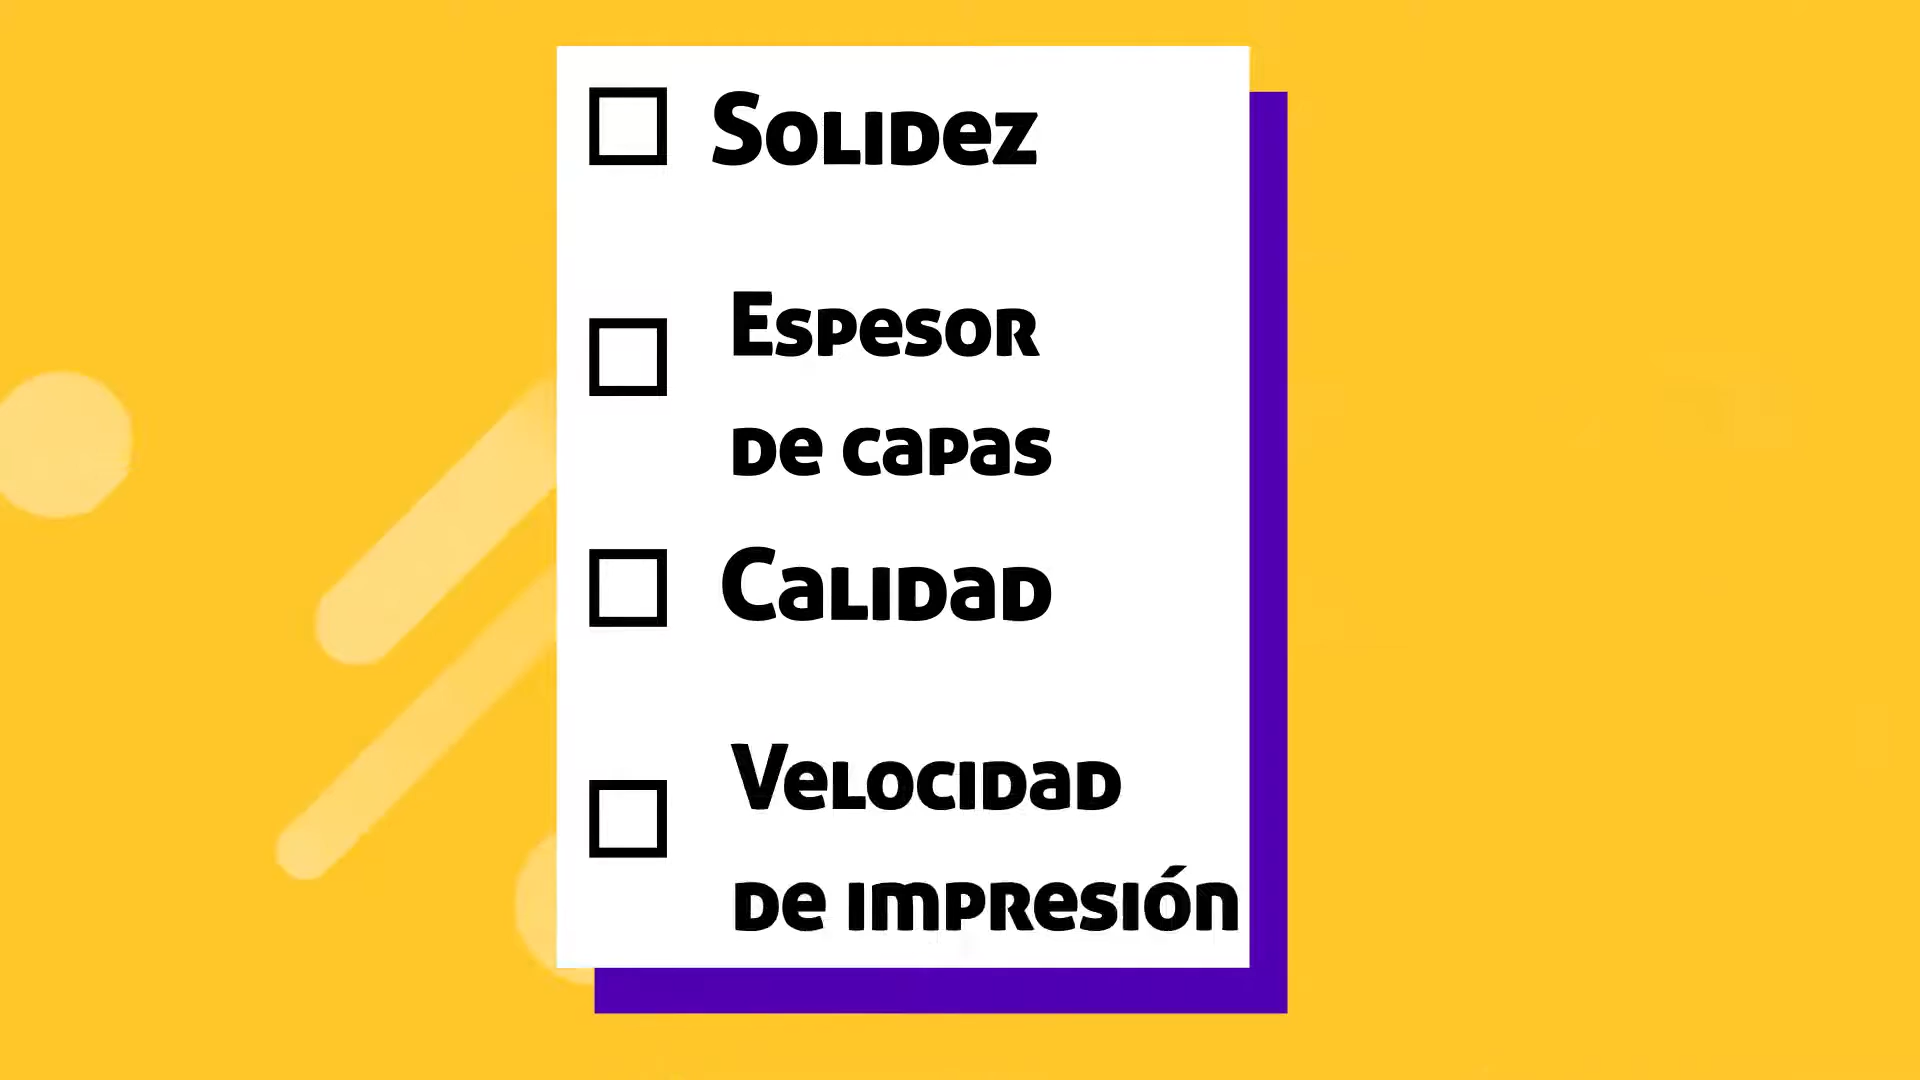 Solidez
Espesor
de capas
Calidad
Velocidad
de impresión